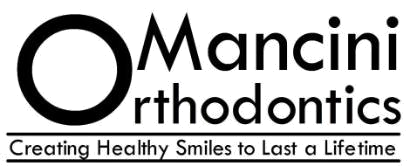 Mancini
Orthodontics
Creating Healthy Smiles to Last a Lifetime